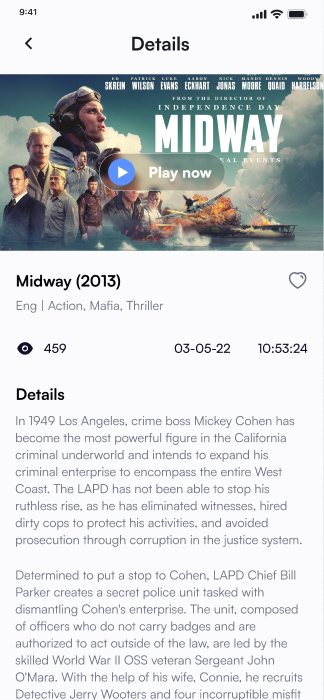 9:41
Details
ED PATRICK LUKE AARON NICK MANDY DENNIS WOODY
SKREIN WILSON EVANS ECKHART JONAS MOORE QUAID HARRELSON
FROM THE DIRECTOR OF
INDEPENDENCE DAY
MIDWAY
EVENTS
Play now
Midway (2013)
Eng | Action, Mafia, Thriller
459 03-05-22 10:53:24
Details
In 1949 Los Angeles, crime boss Mickey Cohen has
become the most powerful figure in the California
criminal underworld and intends to expand his
criminal enterprise to encompass the entire West
Coast. The LAPD has not been able to stop his
ruthless rise, as he has eliminated witnesses, hired
dirty cops to protect his activities, and avoided
prosecution through corruption in the justice system.
Determined to put a stop to Cohen, LAPD Chief Bill
Parker creates a secret police unit tasked with
dismantling Cohen's enterprise. The unit, composed
of officers who do not carry badges and are
authorized to act outside of the law, are led by the
skilled World War II OSS veteran Sergeant John
O'Mara. With the help of his wife, Connie, he recruits
Detective Jerry Wooters and four incorruptible misfit